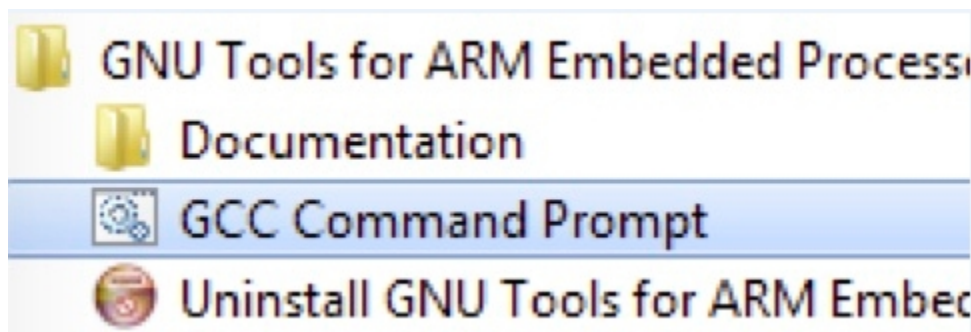 GNU Tools for ARM Embedded
Documentation
GCC Command Prompt
Uninstall GNU Tools for ARM